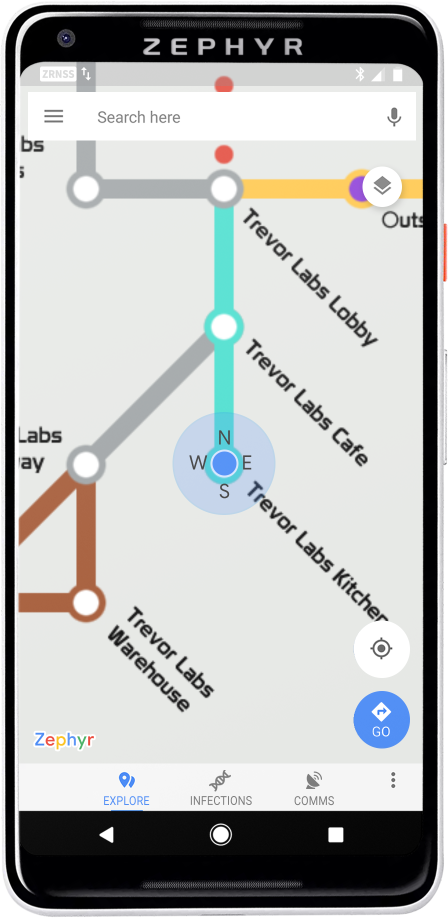 ZEPHYR
ZRNSS
Search here
bs
s
Outs
Trevor Labs Lobby
Trevor Labs Cafe
Labs
ay
N
W E
S
Trevor Labs Kitchen
Trevor Labs
Warehouse
Zephyr
GO
EXPLORE
INFECTIONS
COMMS